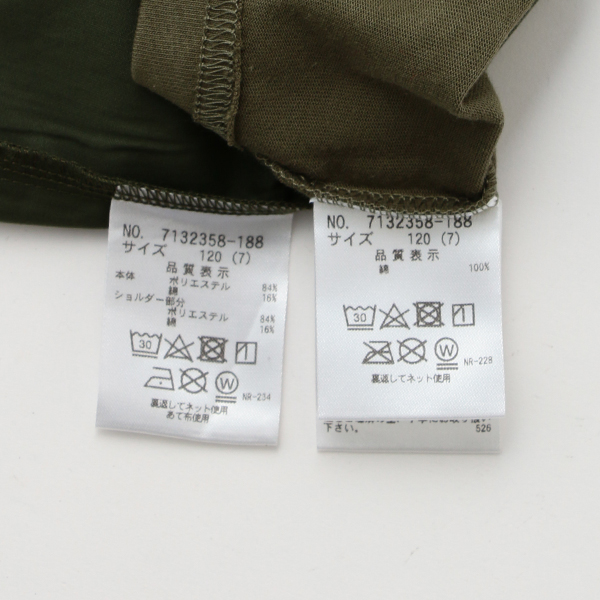 NO. 7132358-188
サイズ 120 (7)
品質表示
本体 ポリエステル 84%
綿 16%
ショルダー部分
ポリエステル 84%
綿 16%
30
W
NR-234
裏返してネット使用
あて布使用
NO. 7132358-188
サイズ 120 (7)
品質表示
綿 100%
30
W
NR-228
裏返してネット使用
下さい。 526